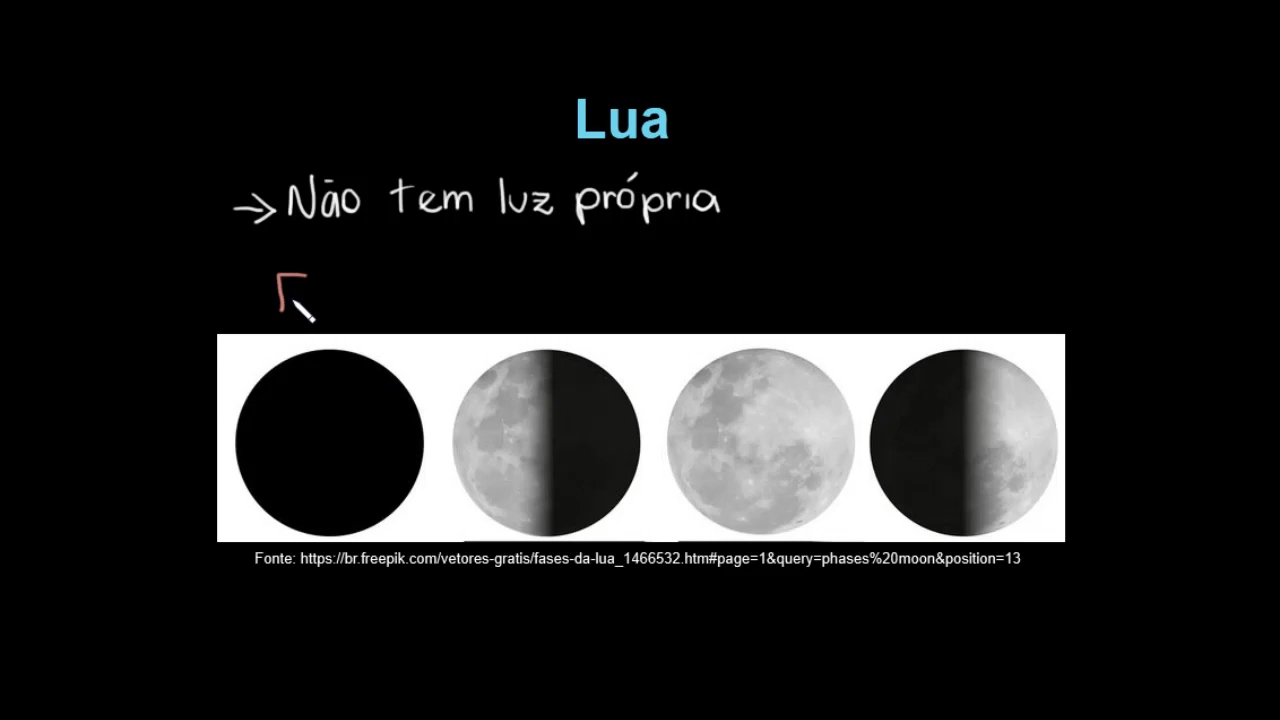 Lua
→ Não tem luz própria
Fonte: https://br.freepik.com/vetores-gratis/fases-da-lua_1466532.htm#page=1&query=phases%20moon&position=13